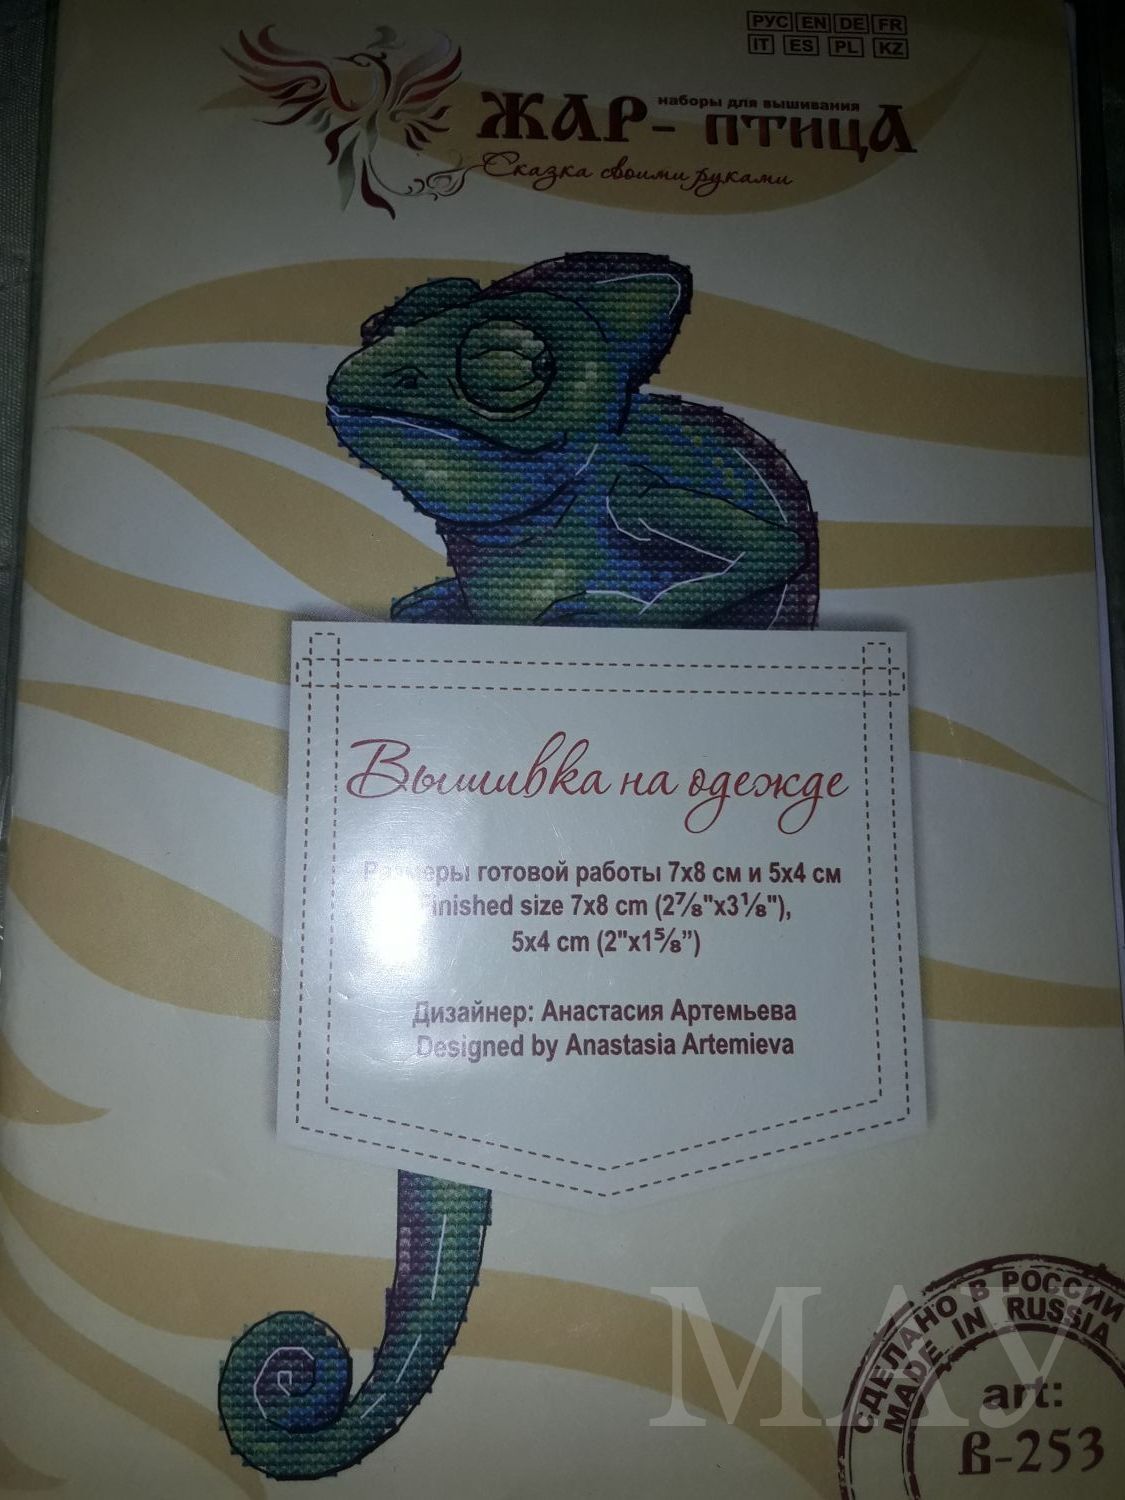 РУС EN DE FR
IT ES PL KZ
наборы для вышивания
ЖАР-ПТИЦА
Сказка своими руками
Вышивка на одежде
Размеры готовой работы 7х8 см и 5х4 см
Finished size 7x8 cm (2⅞"x3⅛"),
5x4 cm (2"x1⅝")
Дизайнер: Анастасия Артемьева
Designed by Anastasia Artemieva
СДЕЛАНО В РОССИИ
MADE IN RUSSIA
art:
В-253
МАУ